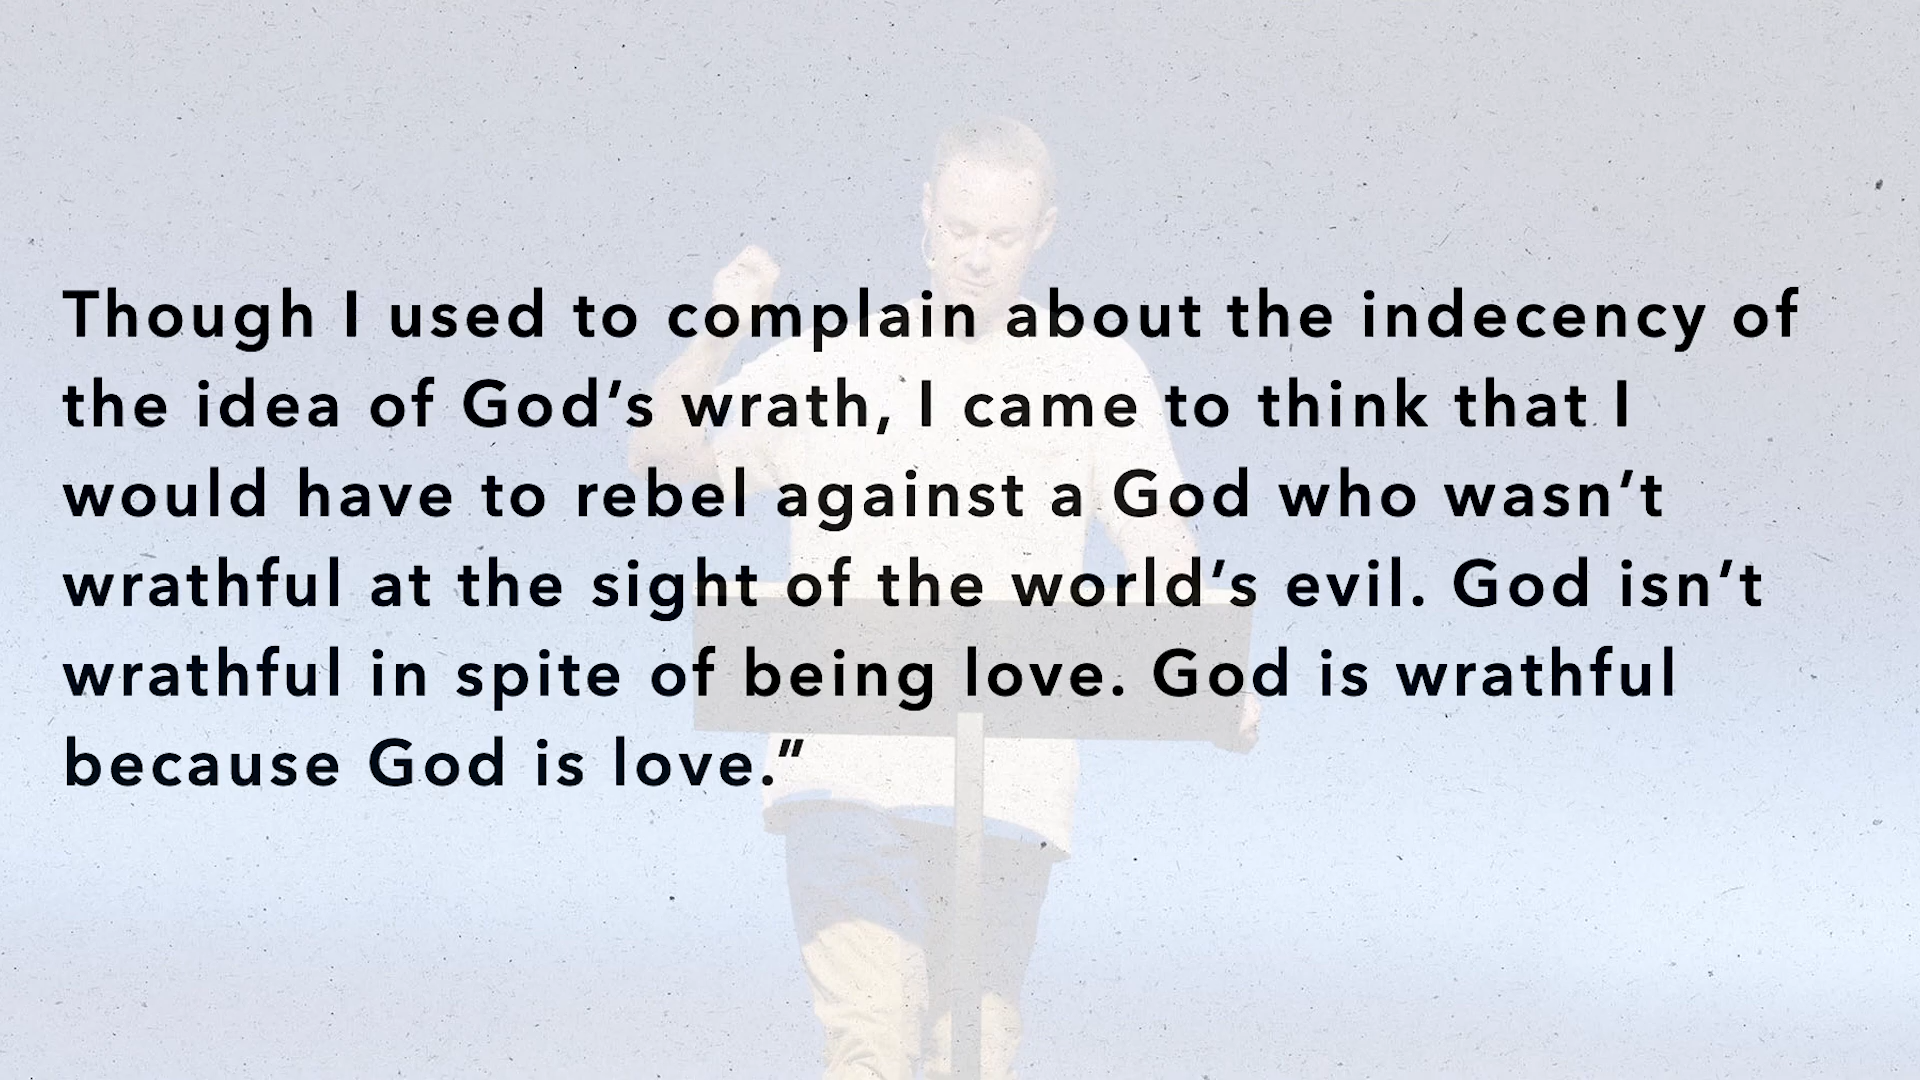 Though I used to complain about the indecency of
the idea of God’s wrath, I came to think that I
would have to rebel against a God who wasn’t
wrathful at the sight of the world’s evil. God isn’t
wrathful in spite of being love. God is wrathful
because God is love.”